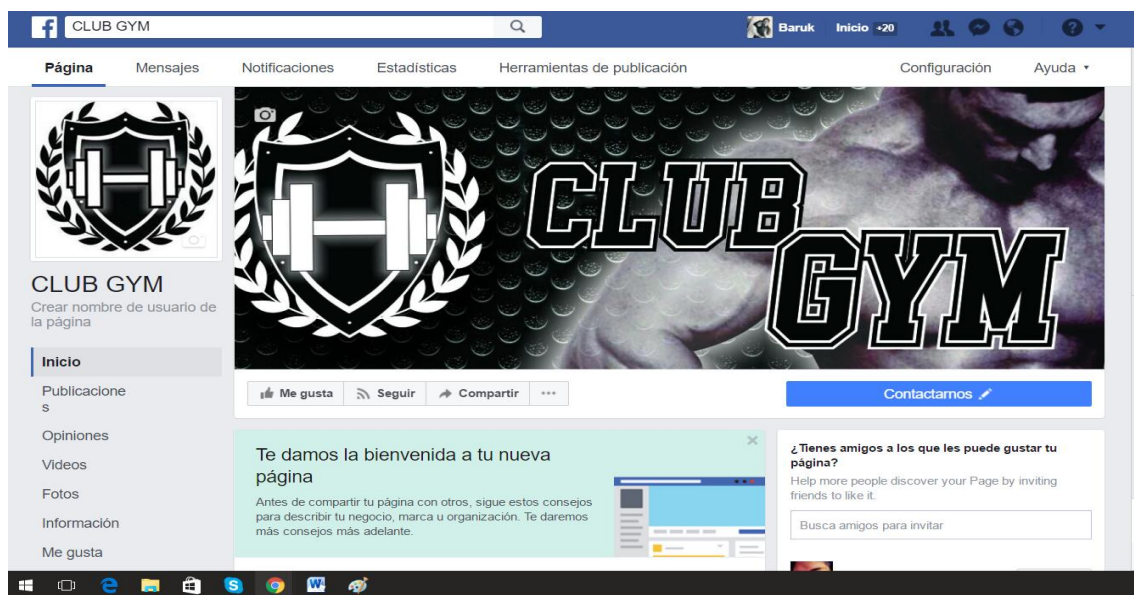 f CLUB GYM
Baruk Inicio +20
Página Mensajes Notificaciones Estadísticas Herramientas de publicación Configuración Ayuda
CLUB
GYM
CLUB GYM
Crear nombre de usuario de
la página
Inicio
Publicacione
s
Opiniones
Videos
Fotos
Información
Me gusta
Me gusta Seguir Compartir
Contactarnos
Te damos la bienvenida a tu nueva
página
Antes de compartir tu página con otros, sigue estos consejos
para describir tu negocio, marca u organización. Te daremos
más consejos más adelante.
¿Tienes amigos a los que les puede gustar tu
página?
Help more people discover your Page by inviting
friends to like it.
Busca amigos para invitar